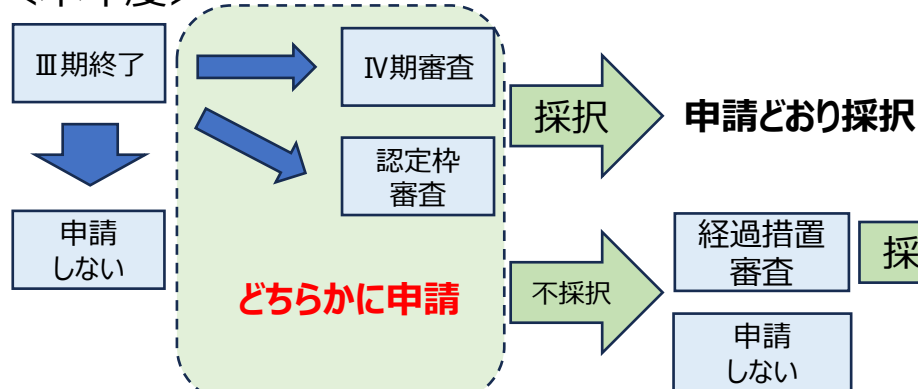 Ⅲ期終了
Ⅳ期審査
採択
申請どおり採択
認定枠
審査
申請
しない
どちらかに申請
不採択
経過措置
審査
採
申請
しない